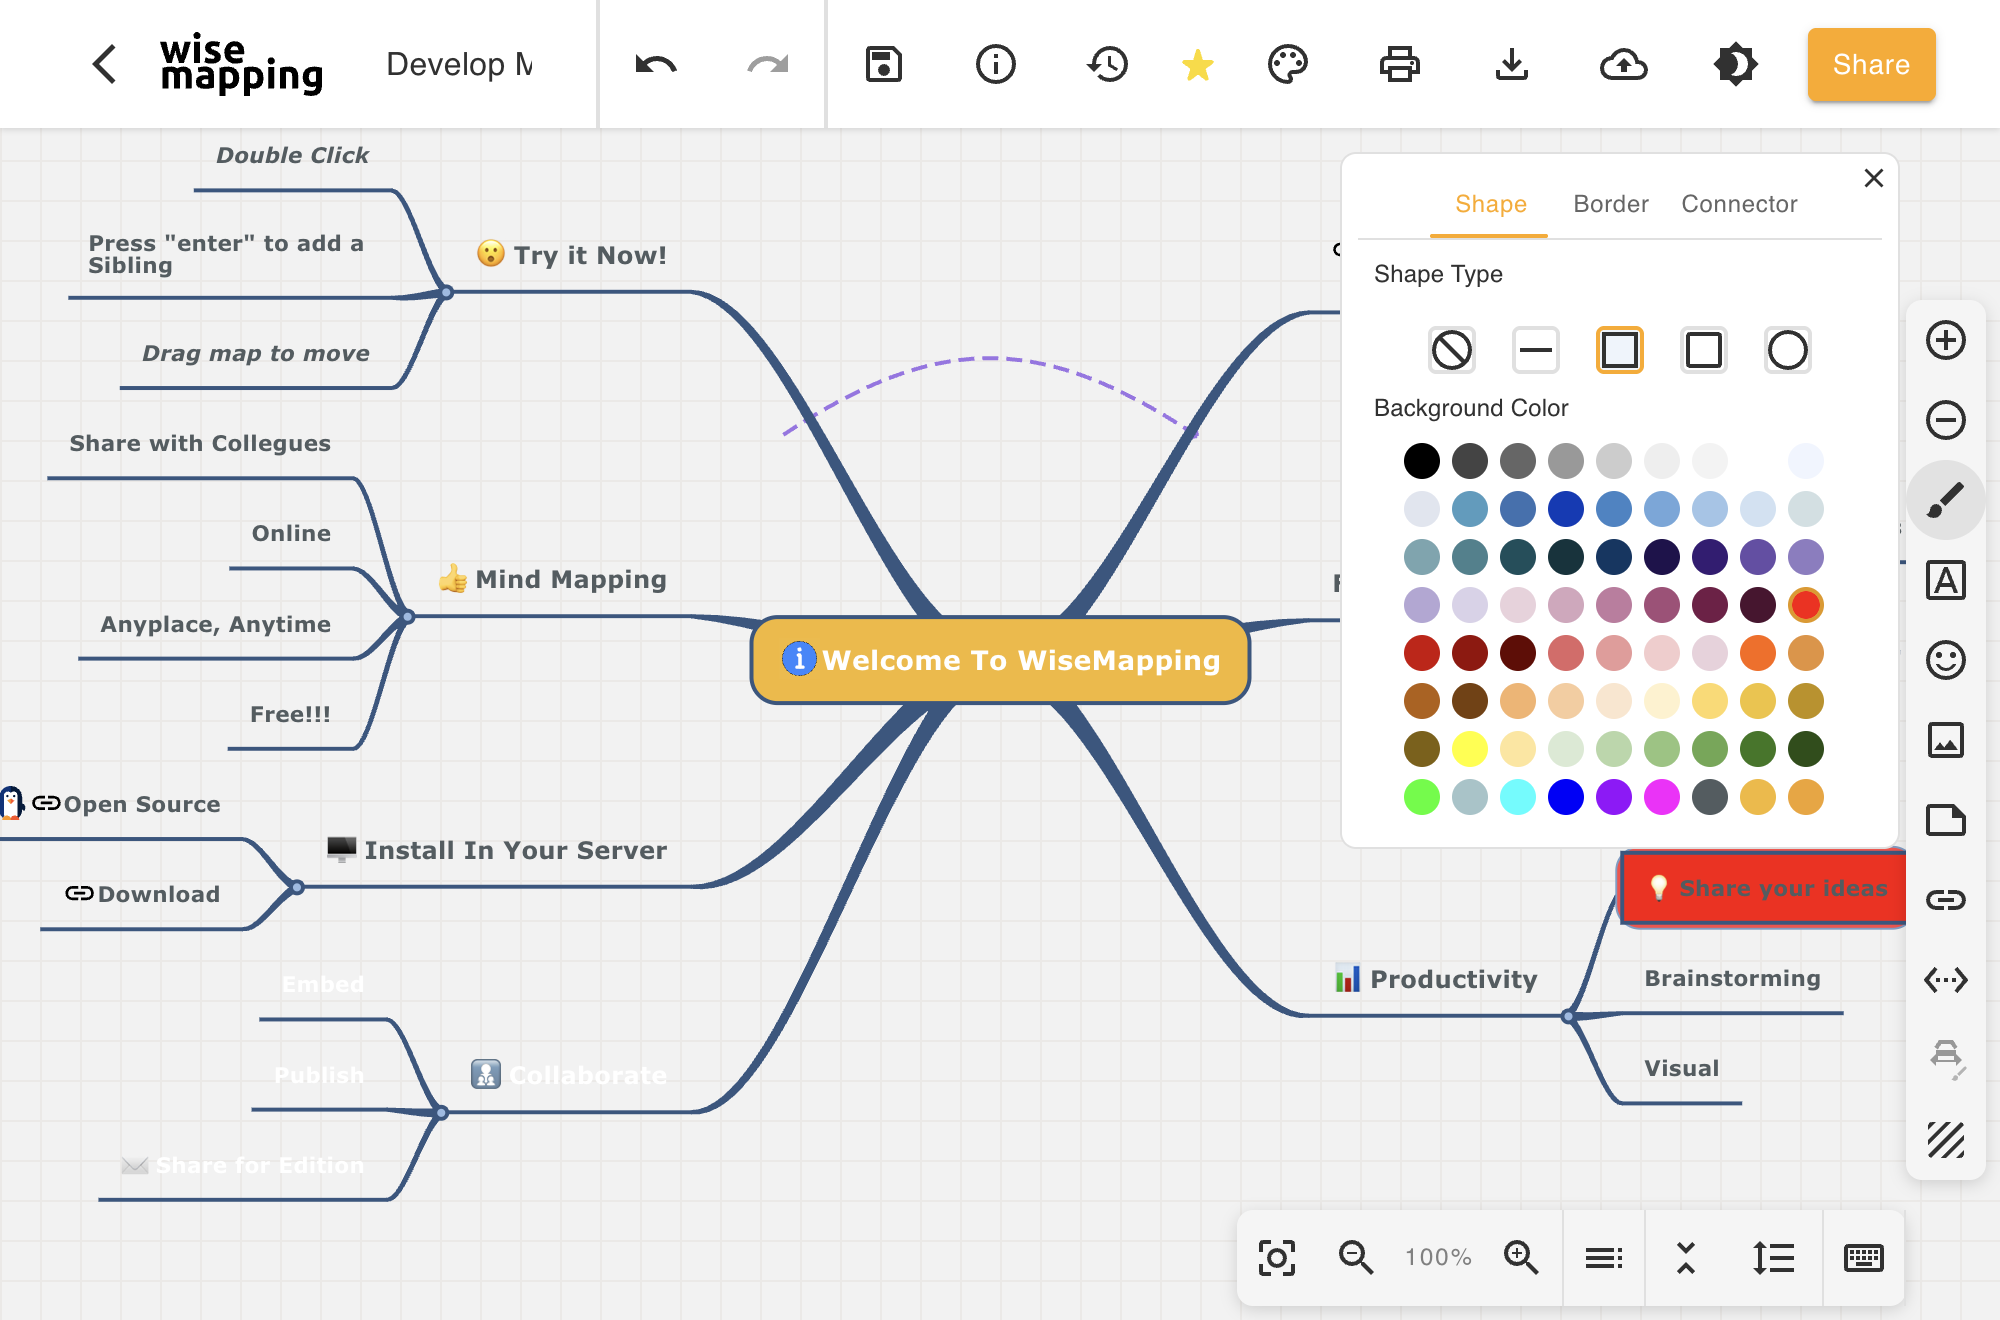 wise
mapping
Develop M
Share
Double Click
Press "enter" to add a
Sibling
Drag map to move
Try it Now!
Share with Collegues
Online
Anyplace, Anytime
Free!!!
Mind Mapping
Welcome To WiseMapping
Open Source
Download
Install In Your Server
Embed
Publish
Share for Edition
Collaborate
Shape
Border
Connector
Shape Type
Background Color
Share your ideas
Productivity
Brainstorming
Visual
100%